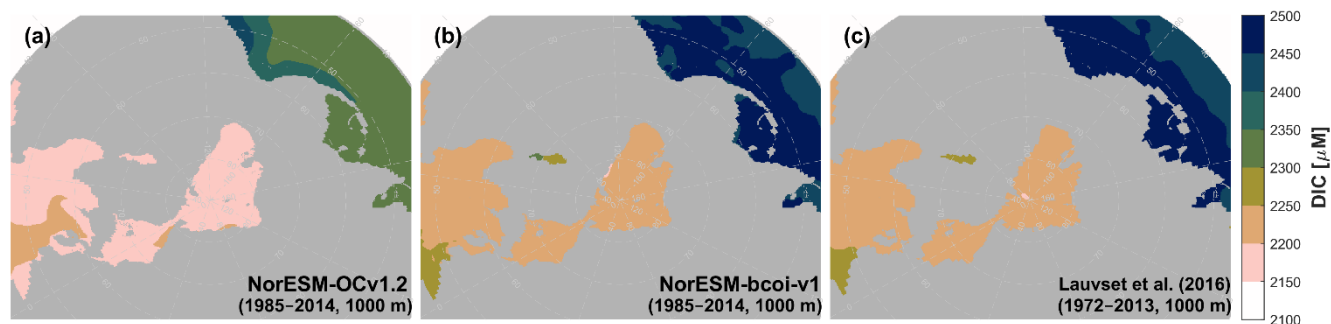 (a)
NorESM-OCv1.2
(1985–2014, 1000 m)
(b)
NorESM-bcoi-v1
(1985–2014, 1000 m)
(c)
Lauvset et al. (2016)
(1972–2013, 1000 m)
2500
2450
2400
2350
2300
2250
2200
2150
2100
DIC [μM]